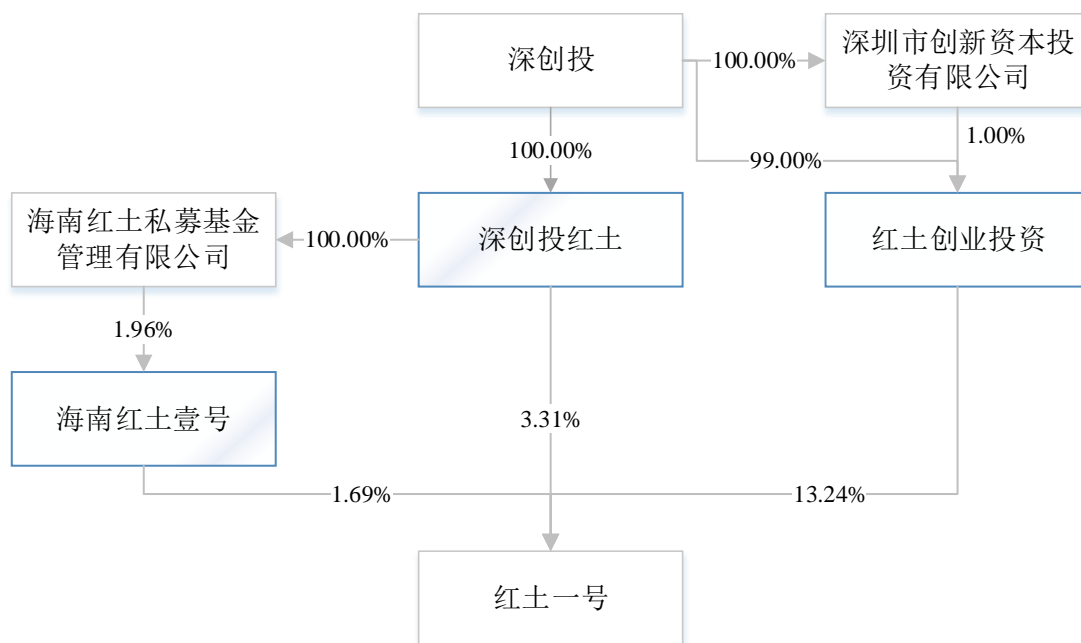 深创投
100.00%
深圳市创新资本投
资有限公司
100.00%
99.00%
1.00%
海南红土私募基金
管理有限公司
100.00%
深创投红土
红土创业投资
1.96%
海南红土壹号
3.31%
1.69%
13.24%
红土一号